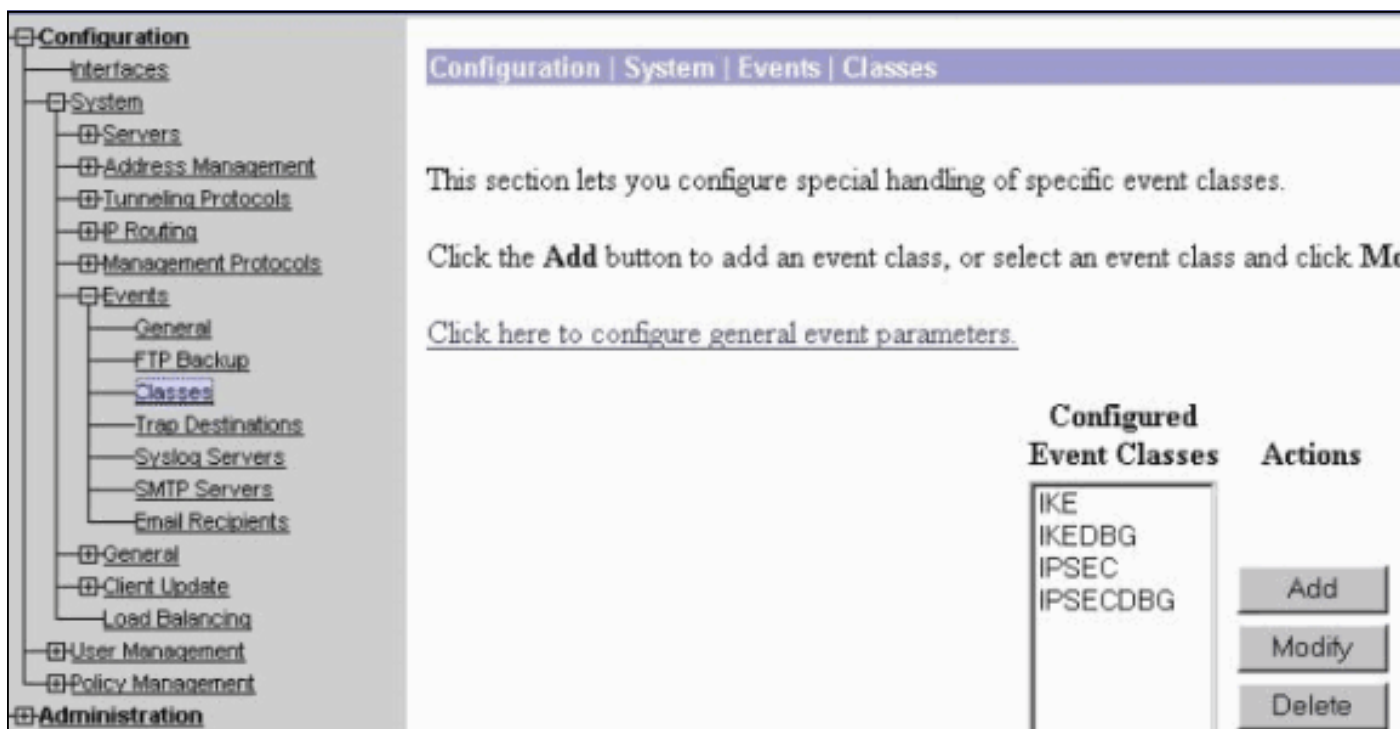 Configuration
Interfaces
System
Servers
Address Management
Tunneling Protocols
IP Routing
Management Protocols
Events
General
FTP Backup
Classes
Trap Destinations
Syslog Servers
SMTP Servers
Email Recipients
General
Client Update
Load Balancing
User Management
Policy Management
Administration
Configuration | System | Events | Classes
This section lets you configure special handling of specific event classes.
Click the Add button to add an event class, or select an event class and click Mo
Click here to configure general event parameters.
Configured
Event Classes Actions
IKE
IKEDBG
IPSEC
IPSECDBG
Add
Modify
Delete